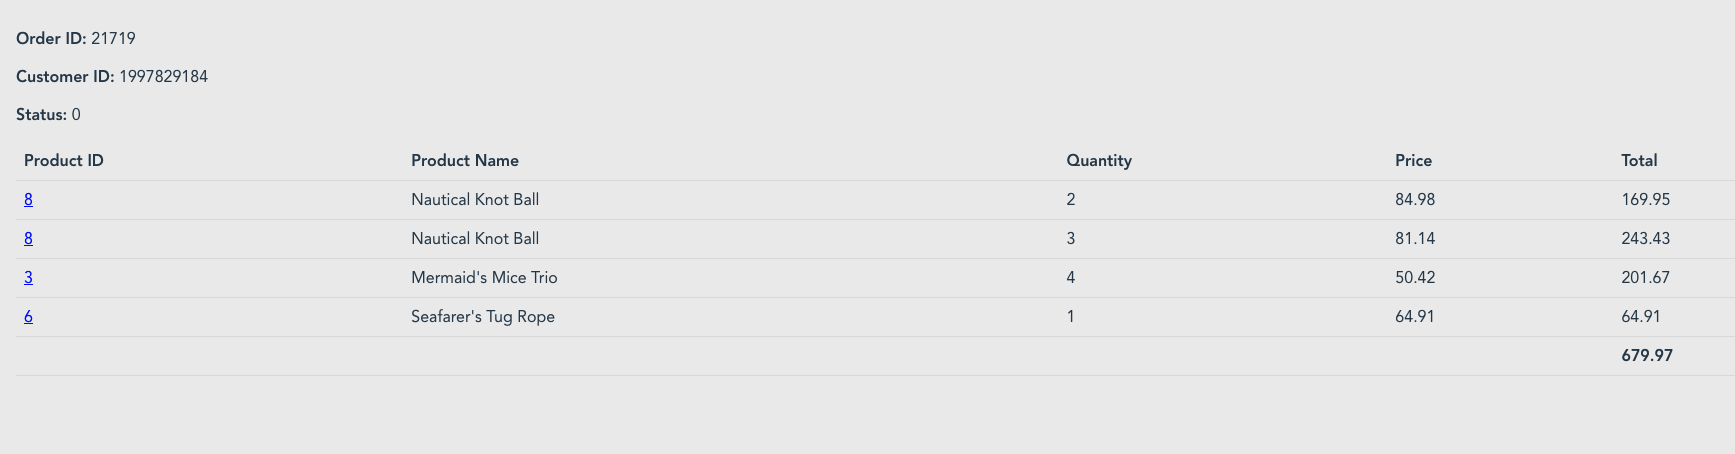 Order ID: 21719
Customer ID: 1997829184
Status: 0
Product ID Product Name Quantity Price Total
8 Nautical Knot Ball 2 84.98 169.95
8 Nautical Knot Ball 3 81.14 243.43
3 Mermaid's Mice Trio 4 50.42 201.67
6 Seafarer's Tug Rope 1 64.91 64.91
679.97